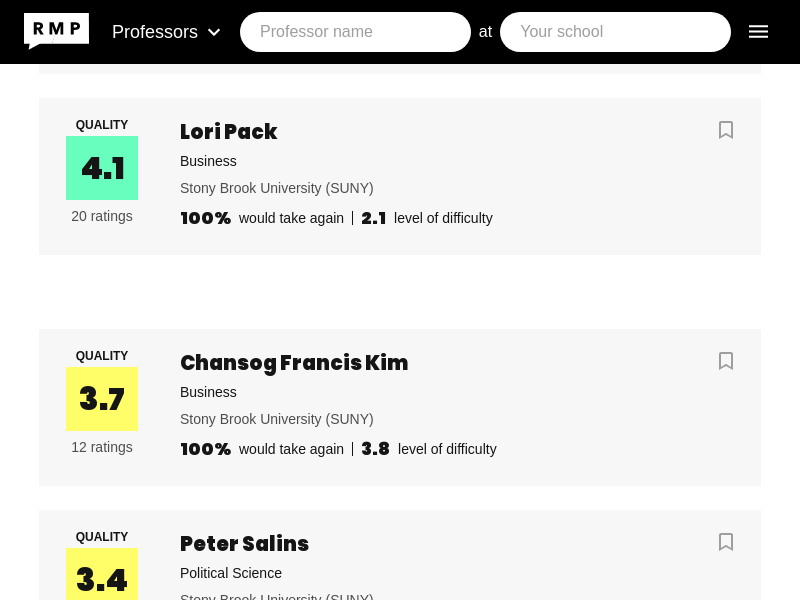 RMP
Professors
Professor name
at
Your school
QUALITY
4.1
20 ratings
Lori Pack
Business
Stony Brook University (SUNY)
100% would take again | 2.1 level of difficulty
QUALITY
3.7
12 ratings
Chansog Francis Kim
Business
Stony Brook University (SUNY)
100% would take again | 3.8 level of difficulty
QUALITY
3.4
Peter Salins
Political Science
Stony Brook University (SUNY)